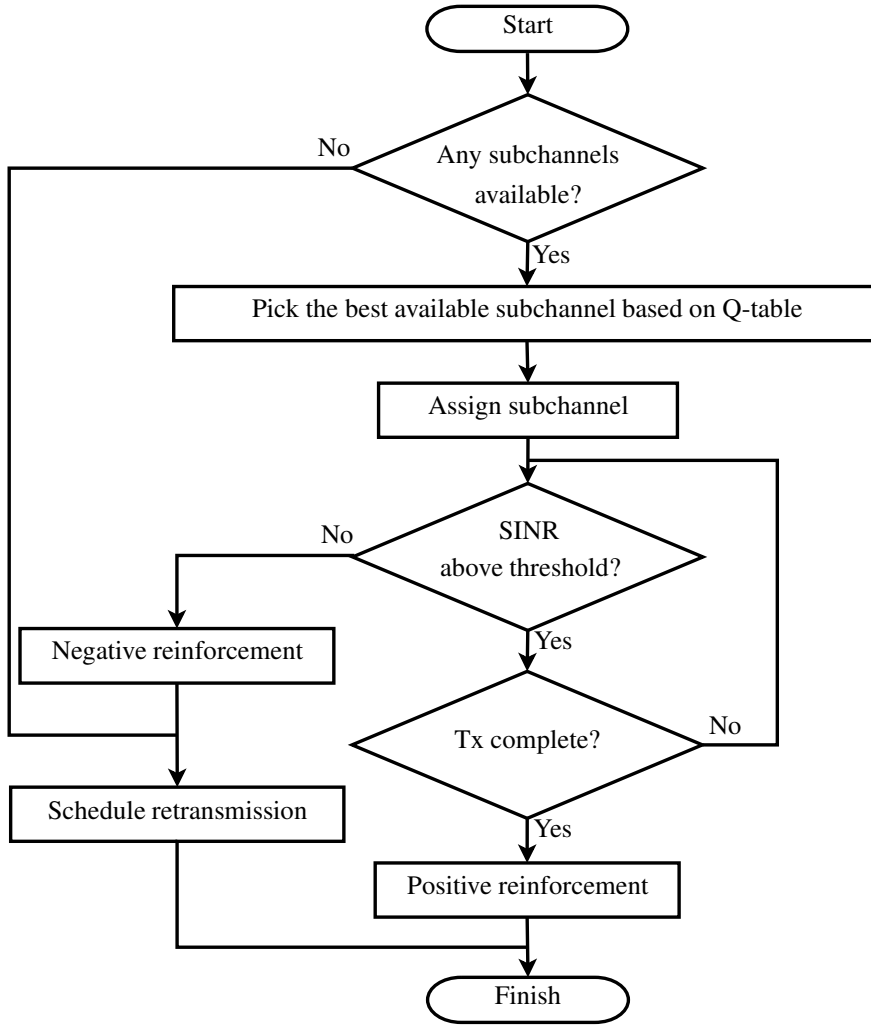 Start
No
Any subchannels
available?
Yes
Pick the best available subchannel based on Q-table
Assign subchannel
No
SINR
above threshold?
Yes
Negative reinforcement
Tx complete?
No
Schedule retransmission
Yes
Positive reinforcement
Finish